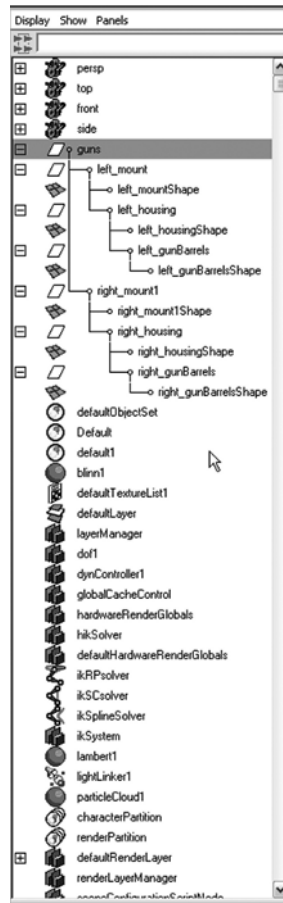 Display Show Panels
persp
top
front
side
guns
left_mount
left_mountShape
left_housing
left_housingShape
left_gunBarrels
left_gunBarrelsShape
right_mount1
right_mount1Shape
right_housing
right_housingShape
right_gunBarrels
right_gunBarrelsShape
defaultObjectSet
Default
default1
blinn1
defaultTextureList1
defaultLayer
layerManager
dof1
dynController1
globalCacheControl
hardwareRenderGlobals
hikSolver
defaultHardwareRenderGlobals
ikRPsolver
ikSCsolver
ikSplineSolver
ikSystem
lambert1
lightLinker1
particleCloud1
characterPartition
renderPartition
defaultRenderLayer
renderLayerManager
sceneConfigurationScriptNode